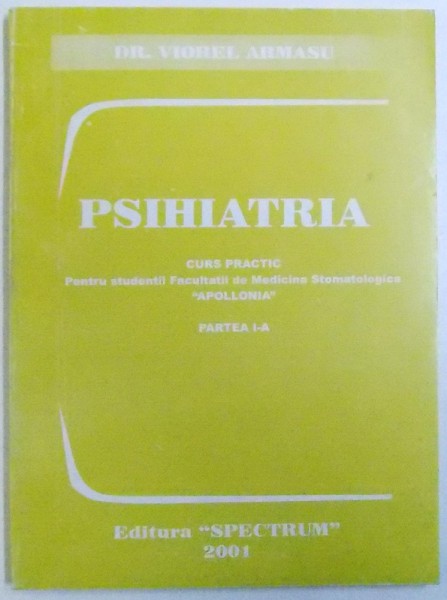 DR. VIOREL ARMASU
PSIHIATRIA
CURS PRACTIC
Pentru studentii Facultatii de Medicina Stomatologica
"APOLLONIA"
PARTEA I-A
Editura "SPECTRUM"
2001